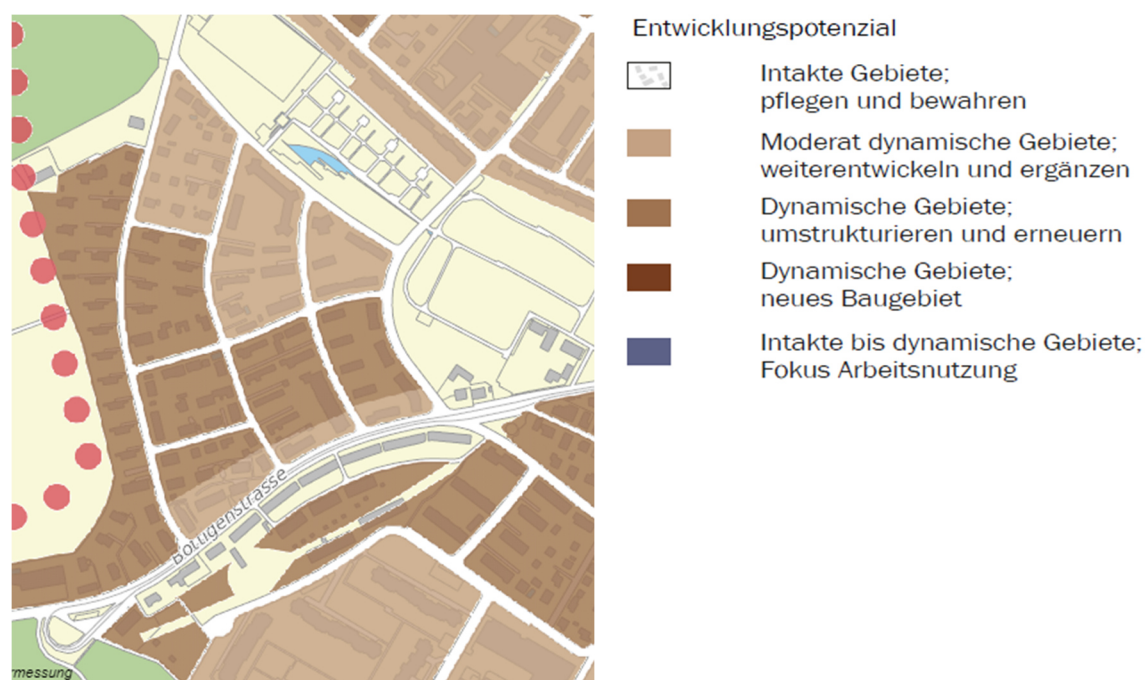 Entwicklungspotenzial
Intakte Gebiete;
pflegen und bewahren
Moderat dynamische Gebiete;
weiterentwickeln und ergänzen
Dynamische Gebiete;
umstrukturieren und erneuern
Dynamische Gebiete;
neues Baugebiet
Intakte bis dynamische Gebiete;
Fokus Arbeitsnutzung
Bottigenstrasse
rmessung